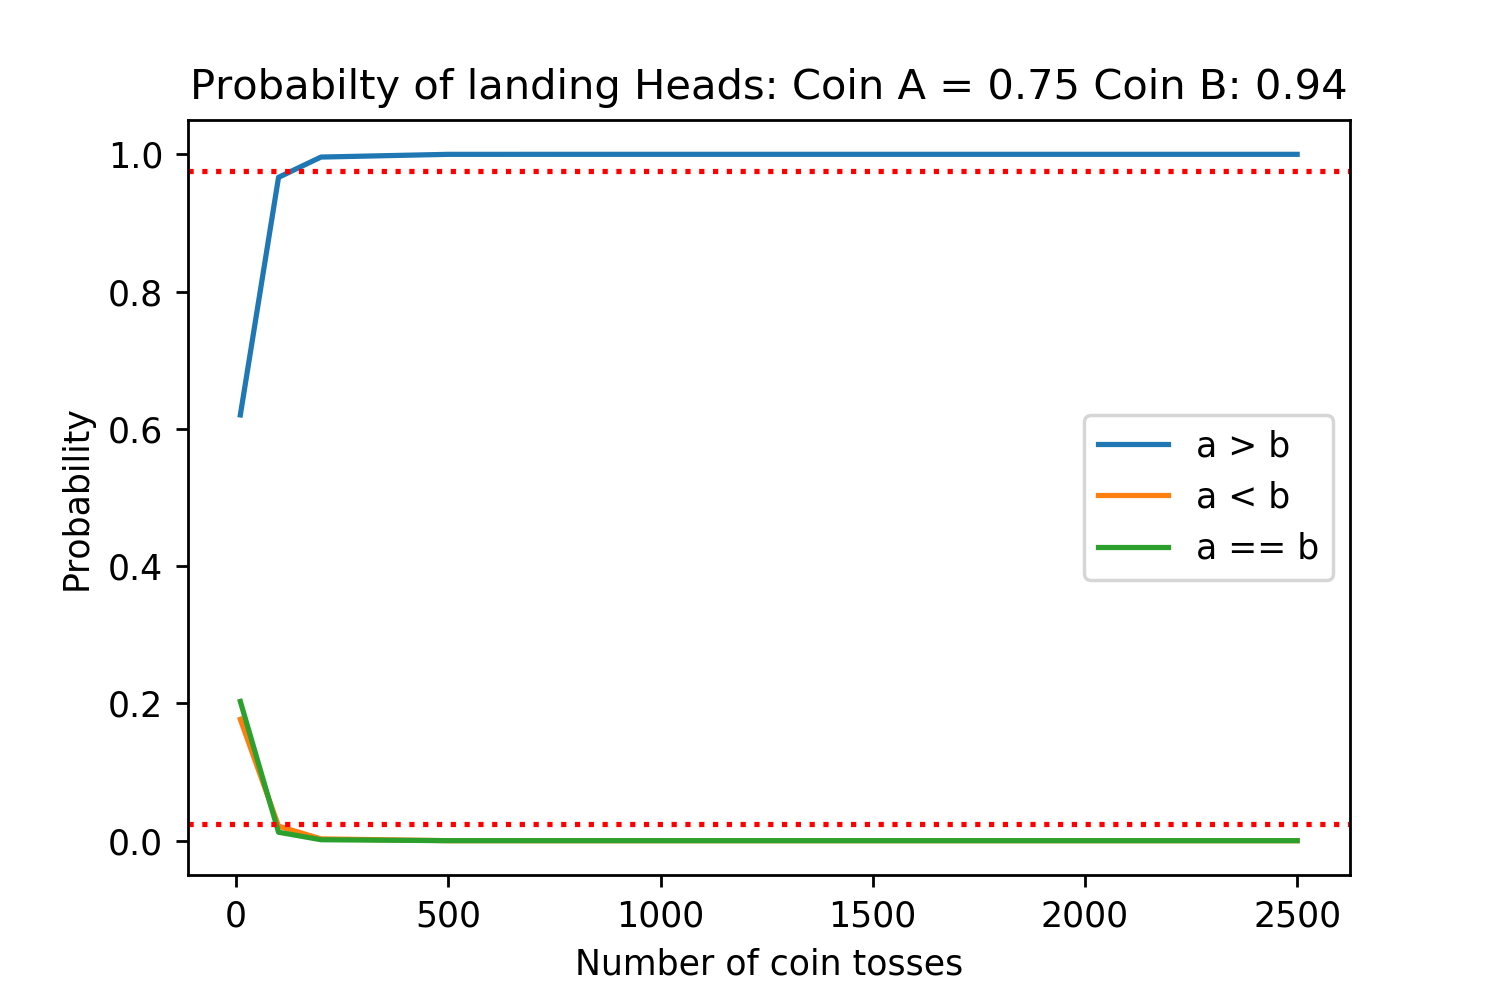 Probabilty of landing Heads: Coin A = 0.75 Coin B: 0.94
1.0
0.8
0.6
0.4
0.2
0.0
Probability
a > b
a < b
a == b
0
500
1000
1500
2000
2500
Number of coin tosses